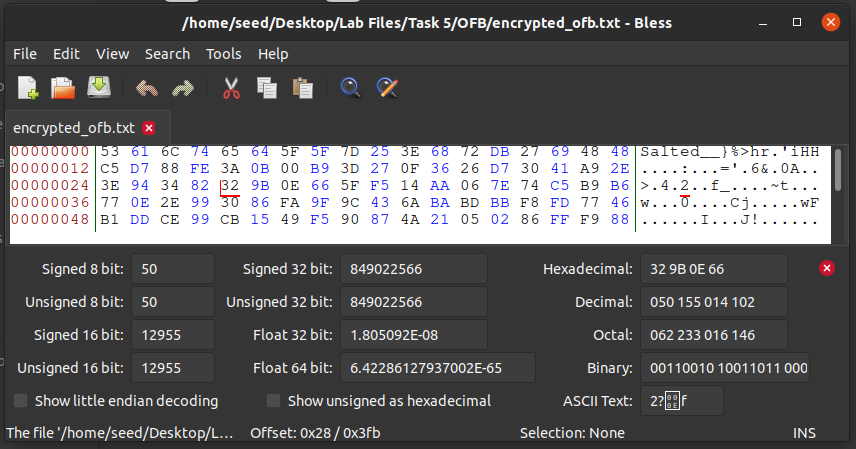 /home/seed/Desktop/Lab Files/Task 5/OFB/encrypted_ofb.txt - Bless
File Edit View Search Tools Help
encrypted_ofb.txt
00000000 53 61 6C 74 65 64 5F 5F 7D 25 3E 68 72 DB 27 69 48 48 Salted__}%>hr.'iHH
00000012 C5 D7 88 FE 3A 0B 00 B9 3D 27 0F 36 26 D7 30 41 A9 2E ....:...='.6&.0A..
00000024 3E 94 34 82 32 9B 0E 66 5F F5 14 AA 06 7E 74 C5 B9 B6 >.4.2..f_....~t...
00000036 77 0E 2E 99 30 86 FA 9F 9C 43 6A BA BD BB F8 FD 77 46 w...0....Cj.....wF
00000048 B1 DD CE 99 CB 15 49 F5 90 87 4A 21 05 02 86 FF F9 88 ......I...J!......
Signed 8 bit: 50 Signed 32 bit: 849022566 Hexadecimal: 32 9B 0E 66
Unsigned 8 bit: 50 Unsigned 32 bit: 849022566 Decimal: 050 155 014 102
Signed 16 bit: 12955 Float 32 bit: 1.805092E-08 Octal: 062 233 016 146
Unsigned 16 bit: 12955 Float 64 bit: 6.42286127937002E-65 Binary: 00110010 10011011 000
Show little endian decoding Show unsigned as hexadecimal ASCII Text: 2?f
The file '/home/seed/Desktop/L... Offset: 0x28 / 0x3fb Selection: None INS